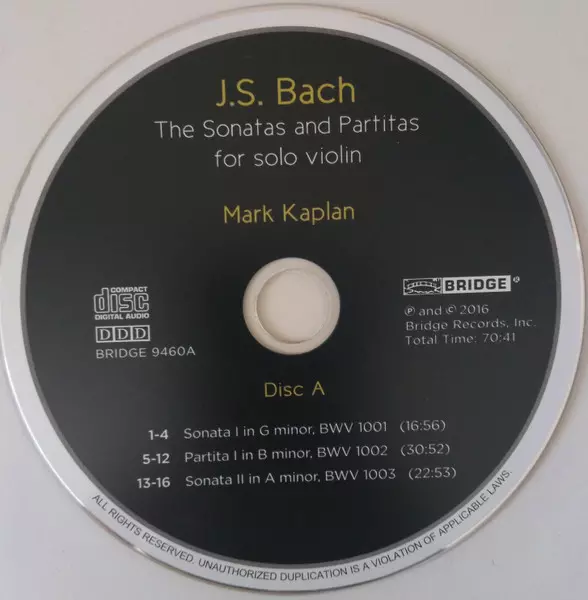 J.S. Bach
The Sonatas and Partitas
for solo violin
Mark Kaplan
COMPACT
disc
DIGITAL AUDIO
DDD
BRIDGE 9460A
BRIDGE®
℗ and © 2016
Bridge Records, Inc.
Total Time: 70:41
Disc A
1-4 Sonata I in G minor, BWV 1001 (16:56)
5-12 Partita I in B minor, BWV 1002 (30:52)
13-16 Sonata II in A minor, BWV 1003 (22:53)
ALL RIGHTS RESERVED. UNAUTHORIZED DUPLICATION IS A VIOLATION OF APPLICABLE LAWS.